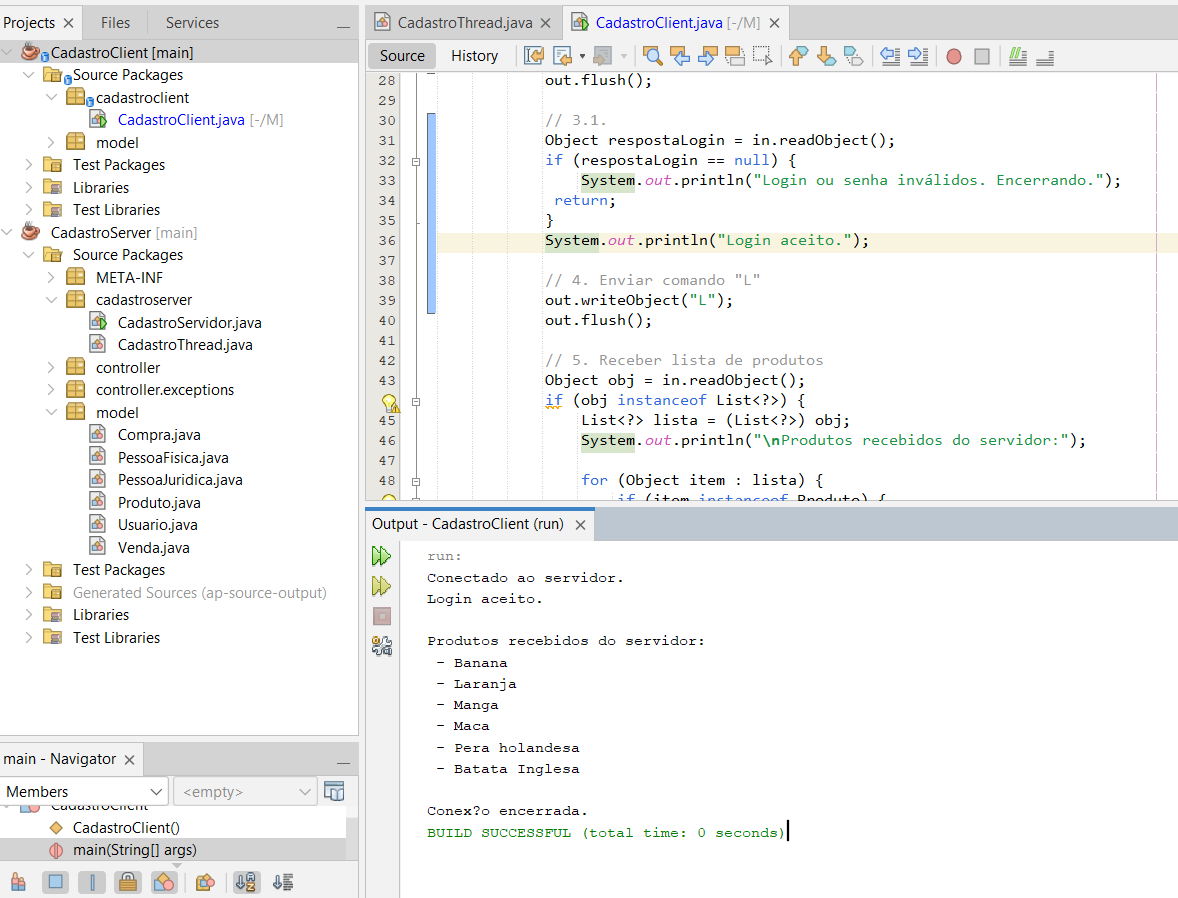 Projects Files Services
CadastroClient [main]
Source Packages
cadastroclient
CadastroClient.java [-/M]
model
Test Packages
Libraries
Test Libraries
CadastroServer [main]
Source Packages
META-INF
cadastroserver
CadastroServidor.java
CadastroThread.java
controller
controller.exceptions
model
Compra.java
PessoaFisica.java
PessoaJuridica.java
Produto.java
Usuario.java
Venda.java
Test Packages
Generated Sources (ap-source-output)
Libraries
Test Libraries
main - Navigator
Members <empty>
CadastroClient
CadastroClient()
main(String[] args)
CadastroThread.java CadastroClient.java [-/M]
Source History
28 out.flush();
29
30 // 3.1.
31 Object respostaLogin = in.readObject();
32 if (respostaLogin == null) {
33 System.out.println("Login ou senha inválidos. Encerrando.");
34 return;
35 }
36 System.out.println("Login aceito.");
37
38 // 4. Enviar comando "L"
39 out.writeObject("L");
40 out.flush();
41
42 // 5. Receber lista de produtos
43 Object obj = in.readObject();
if (obj instanceof List<?>) {
45 List<?> lista = (List<?>) obj;
46 System.out.println("\nProdutos recebidos do servidor:");
47
48 for (Object item : lista) {
if (item instanceof Produto) {
Output - CadastroClient (run)
run:
Conectado ao servidor.
Login aceito.
Produtos recebidos do servidor:
- Banana
- Laranja
- Manga
- Maca
- Pera holandesa
- Batata Inglesa
Conex?o encerrada.
BUILD SUCCESSFUL (total time: 0 seconds)